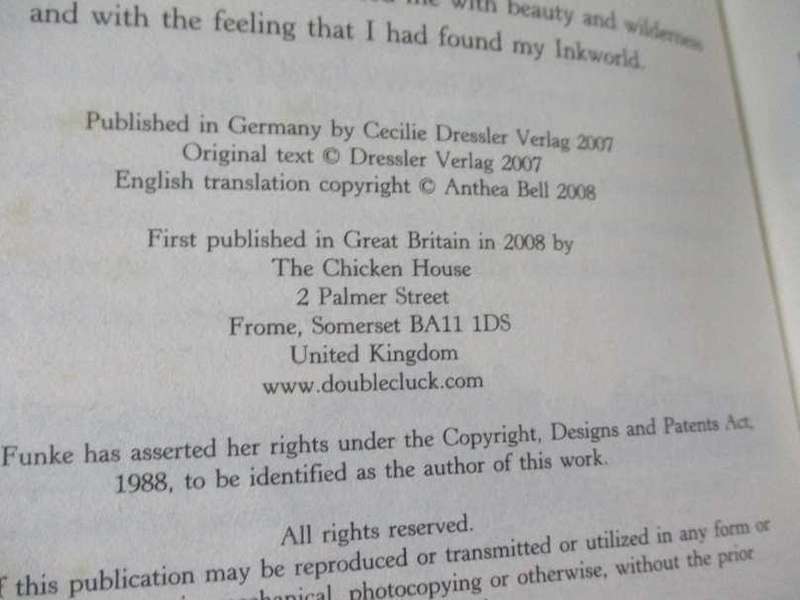 me with beauty and wilderness
and with the feeling that I had found my Inkworld.
Published in Germany by Cecilie Dressler Verlag 2007
Original text © Dressler Verlag 2007
English translation copyright © Anthea Bell 2008
First published in Great Britain in 2008 by
The Chicken House
2 Palmer Street
Frome, Somerset BA11 1DS
United Kingdom
www.doublecluck.com
Funke has asserted her rights under the Copyright, Designs and Patents Act,
1988, to be identified as the author of this work.
All rights reserved.
f this publication may be reproduced or transmitted or utilized in any form or
photocopying or otherwise, without the prior